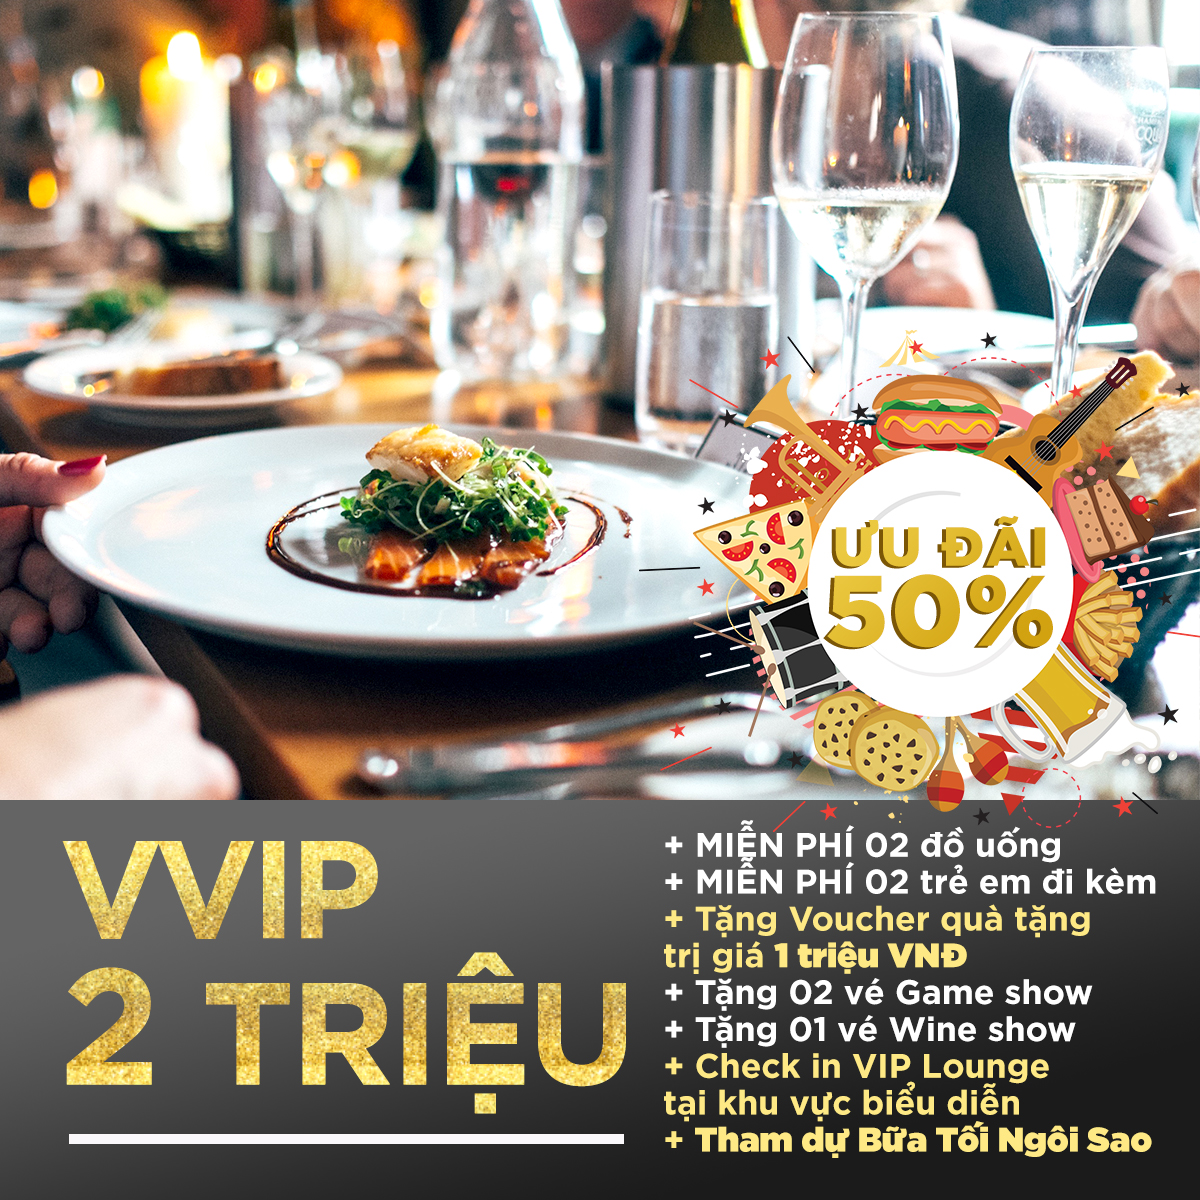 CHAMPAGNE
ƯU ĐÃI
50%
VVIP
2 TRIỆU
+ MIỄN PHÍ 02 đồ uống
+ MIỄN PHÍ 02 trẻ em đi kèm
+ Tặng Voucher quà tặng
trị giá 1 triệu VNĐ
+ Tặng 02 vé Game show
+ Tặng 01 vé Wine show
+ Check in VIP Lounge
tại khu vực biểu diễn
+ Tham dự Bữa Tối Ngôi Sao